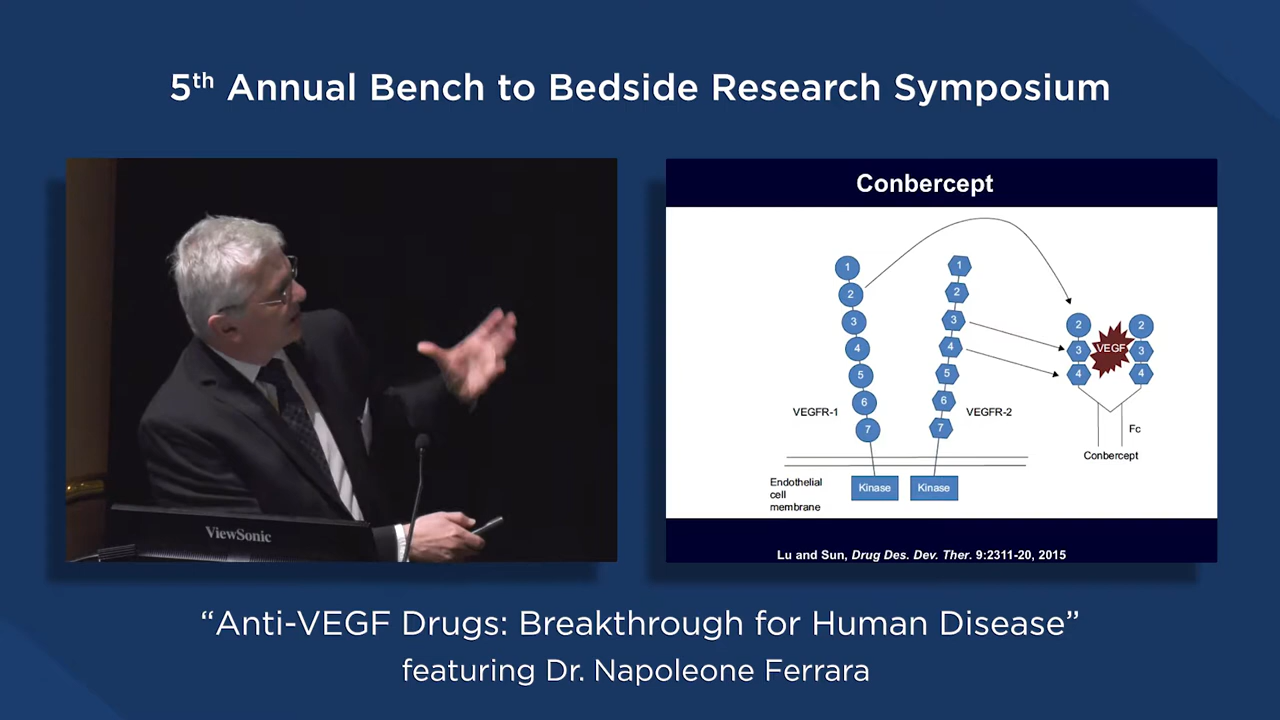 5th Annual Bench to Bedside Research Symposium
ViewSonic
Conbercept
1
2
3
4
5
6
7
VEGFR-1
1
2
3
4
5
6
7
VEGFR-2
2
3
4
VEGF
2
3
4
Fc
Conbercept
Endothelial
cell
membrane
Kinase
Kinase
Lu and Sun, Drug Des. Dev. Ther. 9:2311-20, 2015
“Anti-VEGF Drugs: Breakthrough for Human Disease”
featuring Dr. Napoleone Ferrara